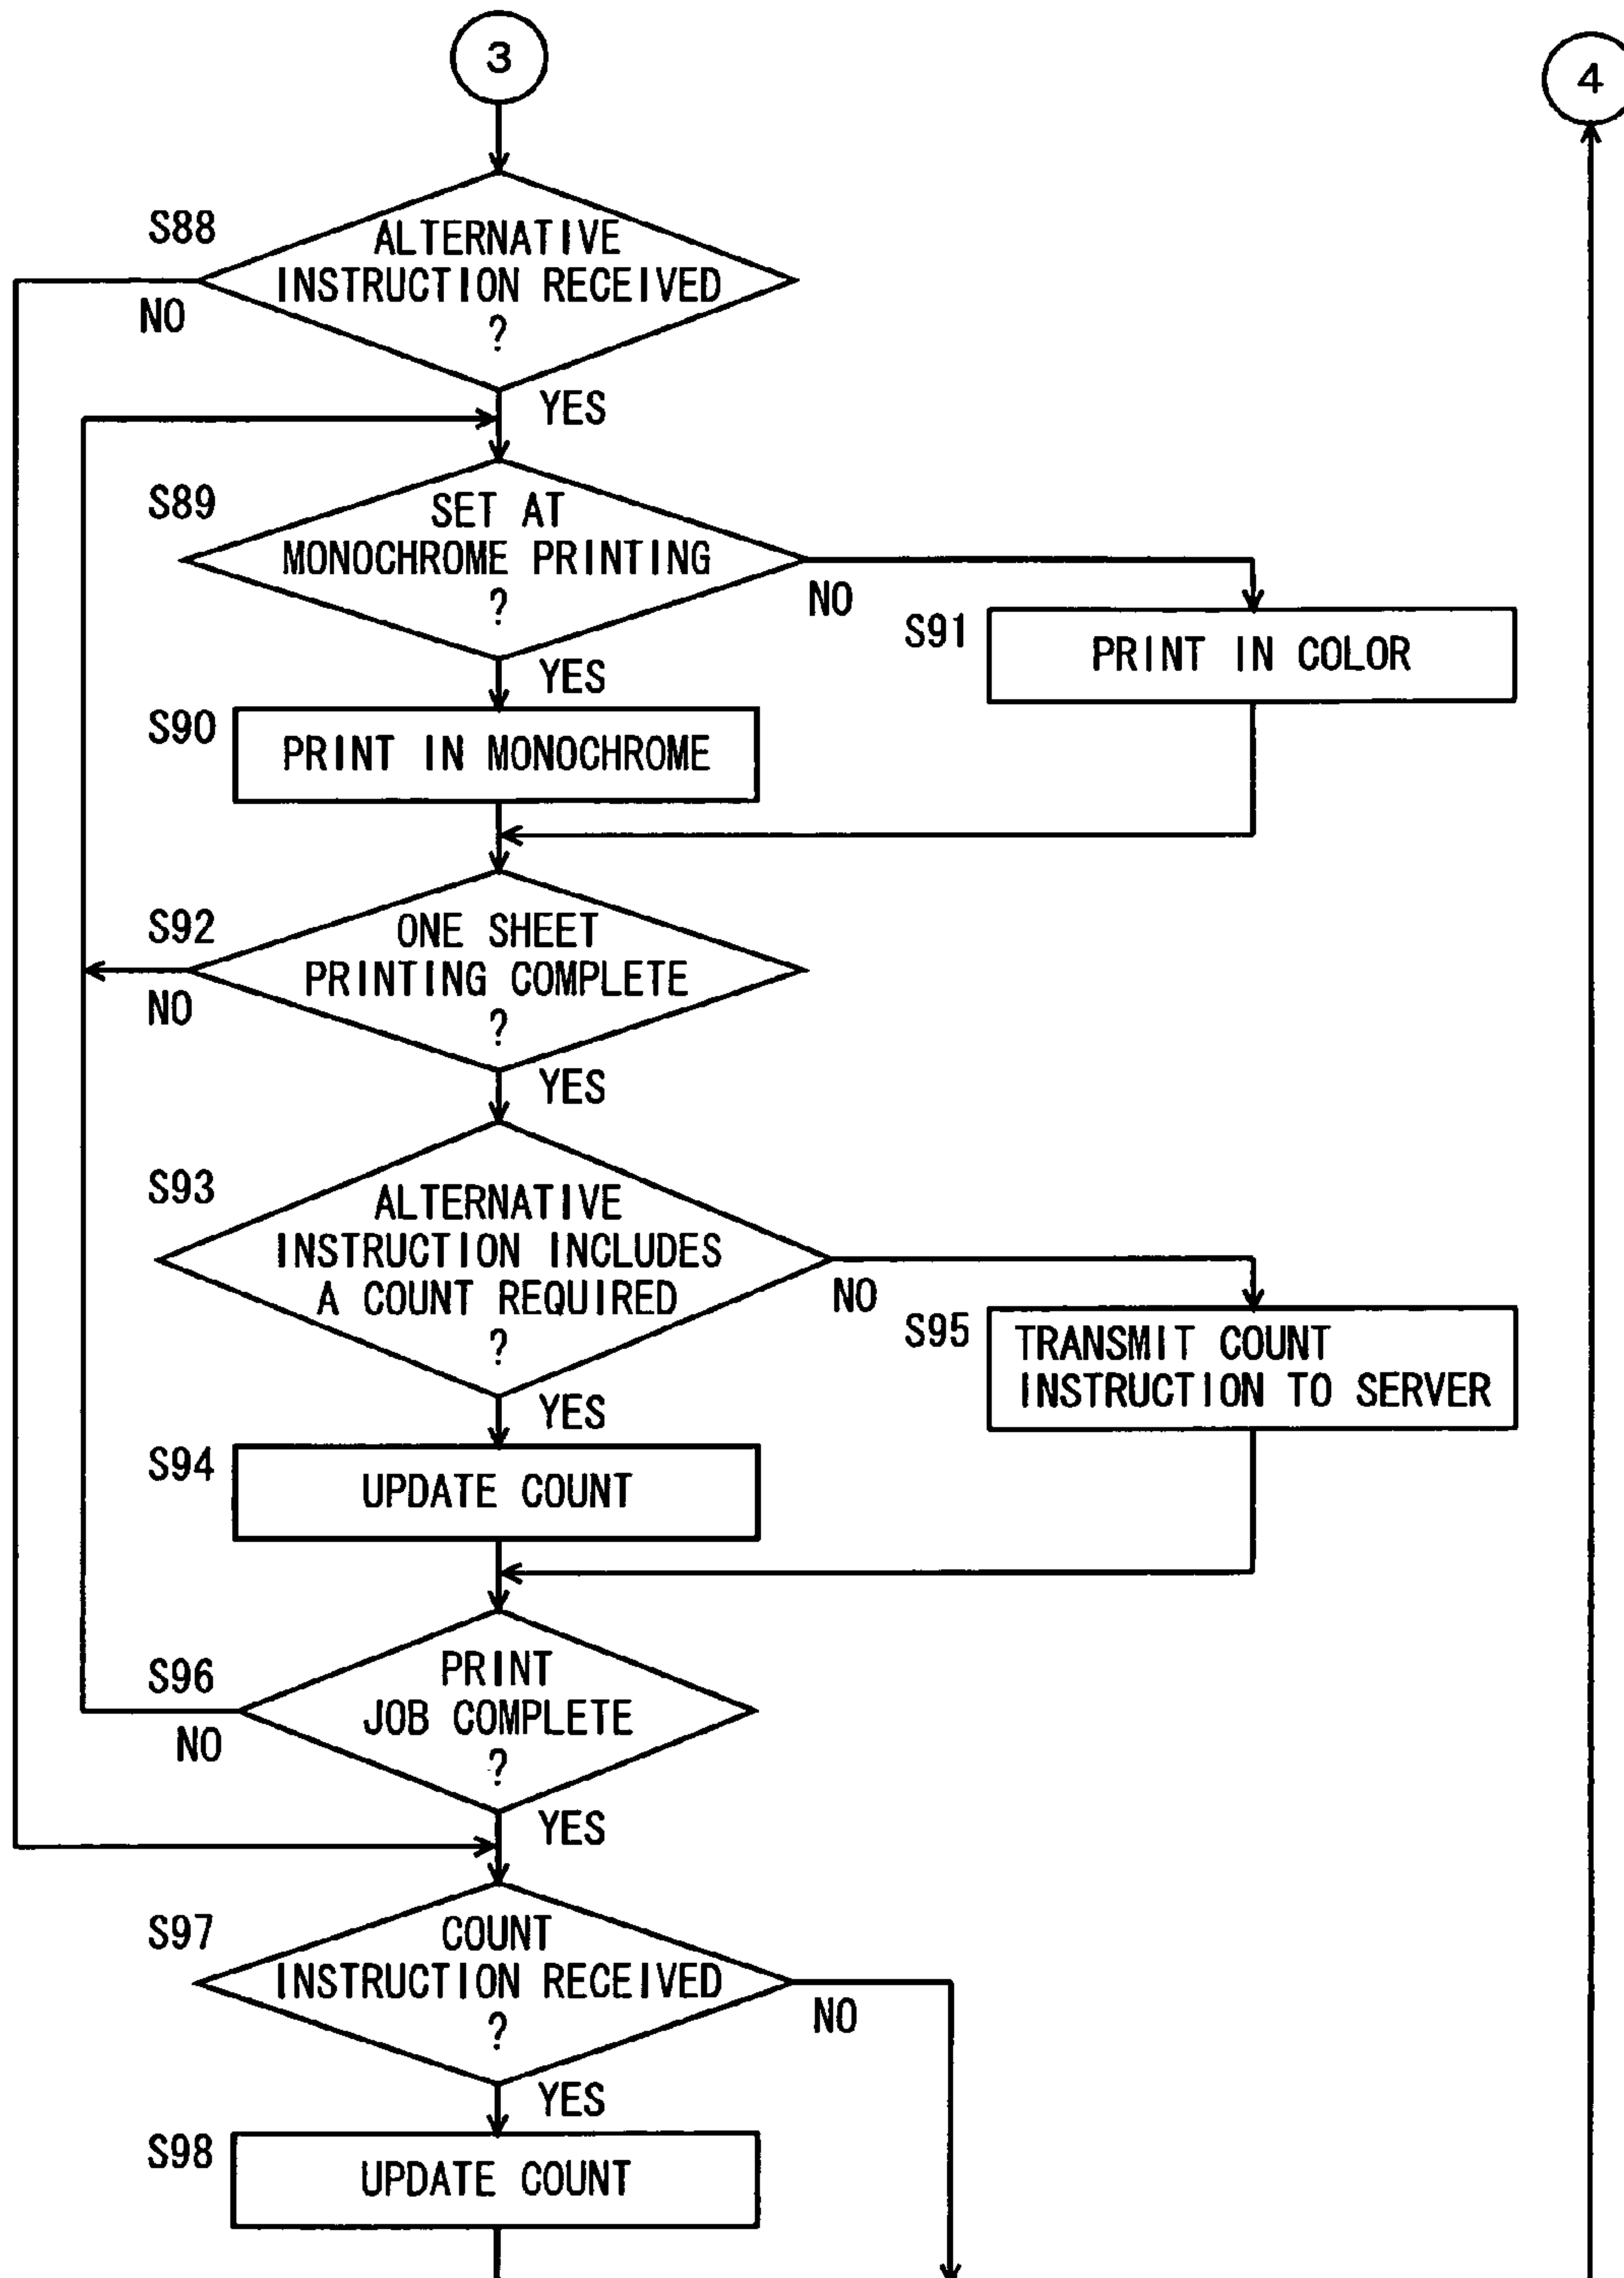 3
4
S88
ALTERNATIVE
INSTRUCTION RECEIVED
?
NO
YES
S89
SET AT
MONOCHROME PRINTING
?
NO
S91
PRINT IN COLOR
YES
S90
PRINT IN MONOCHROME
S92
ONE SHEET
PRINTING COMPLETE
?
NO
YES
S93
ALTERNATIVE
INSTRUCTION INCLUDES
A COUNT REQUIRED
?
NO
S95
TRANSMIT COUNT
INSTRUCTION TO SERVER
YES
S94
UPDATE COUNT
S96
PRINT
JOB COMPLETE
?
NO
YES
S97
COUNT
INSTRUCTION RECEIVED
?
NO
YES
S98
UPDATE COUNT